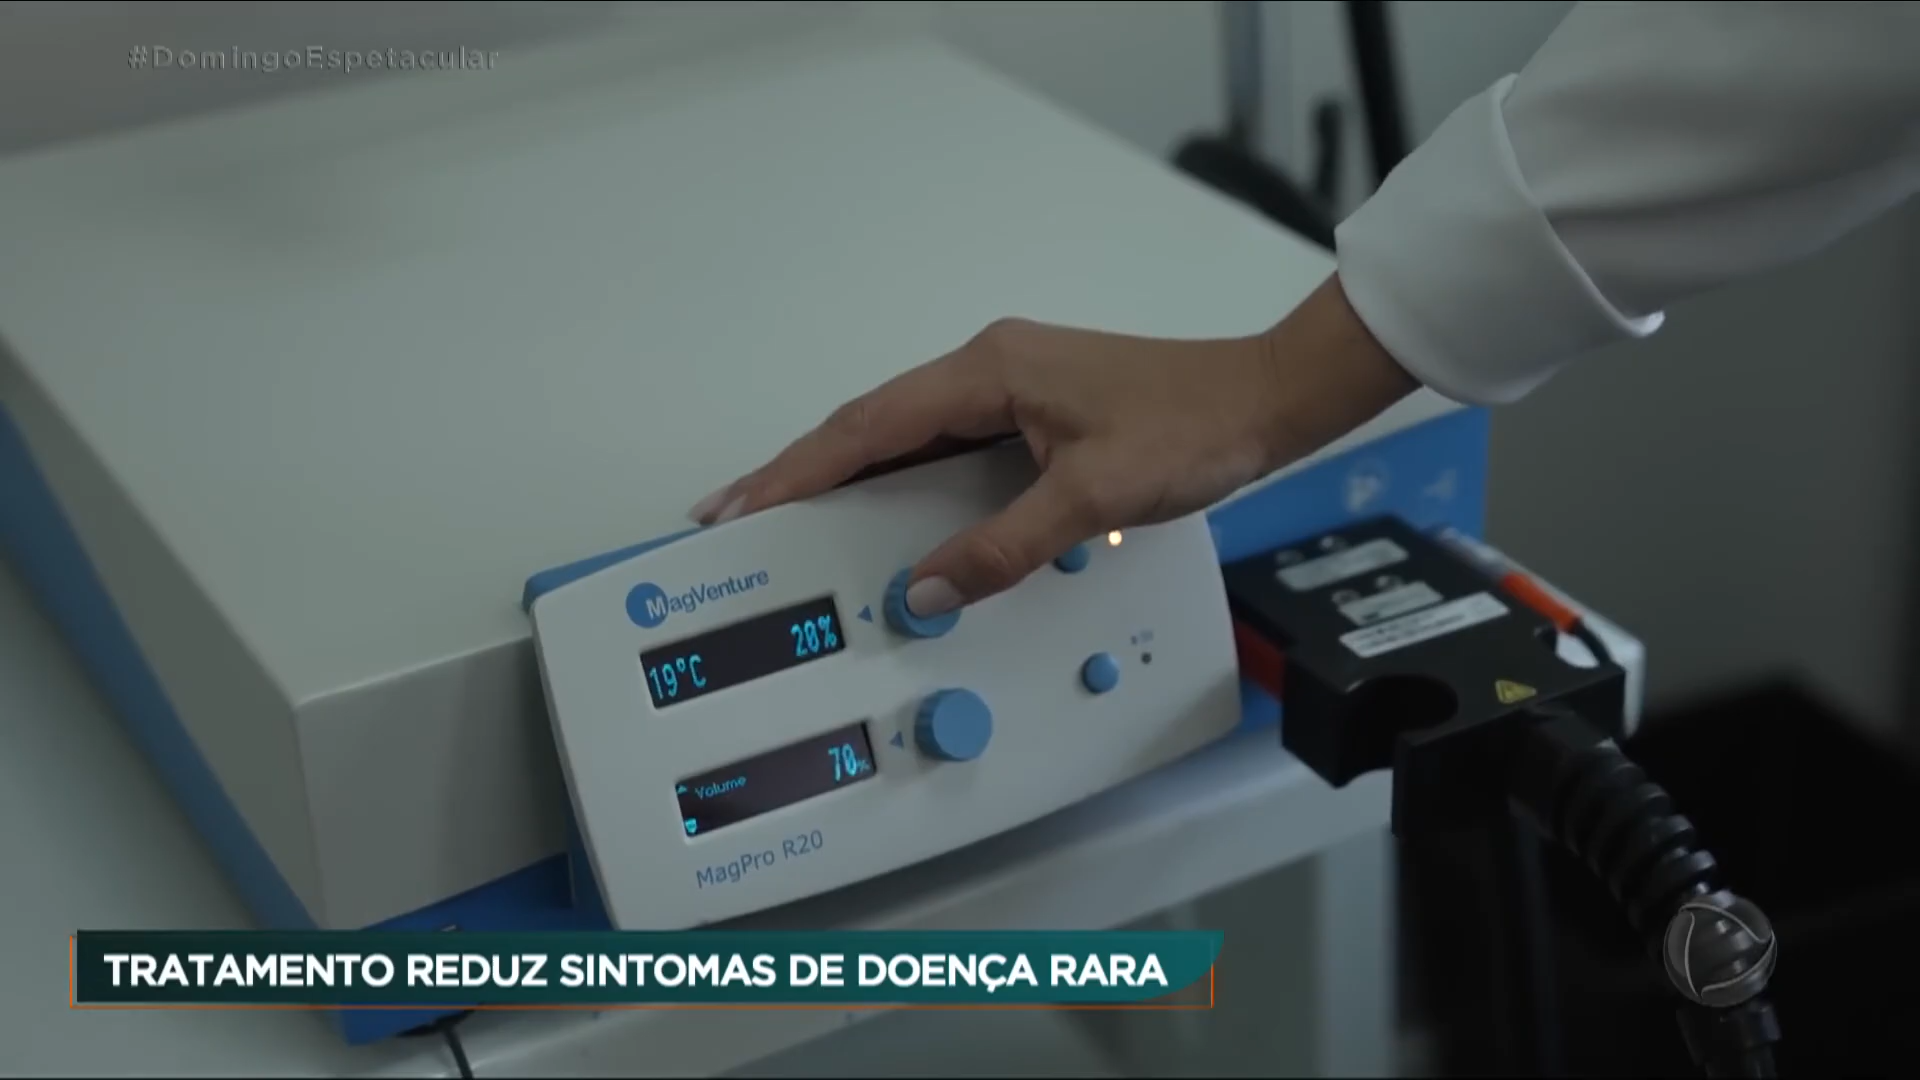 #DomingoEspetacular
MagVenture
20%
19°C
Volume
70%
MagPro R20
TRATAMENTO REDUZ SINTOMAS DE DOENÇA RARA